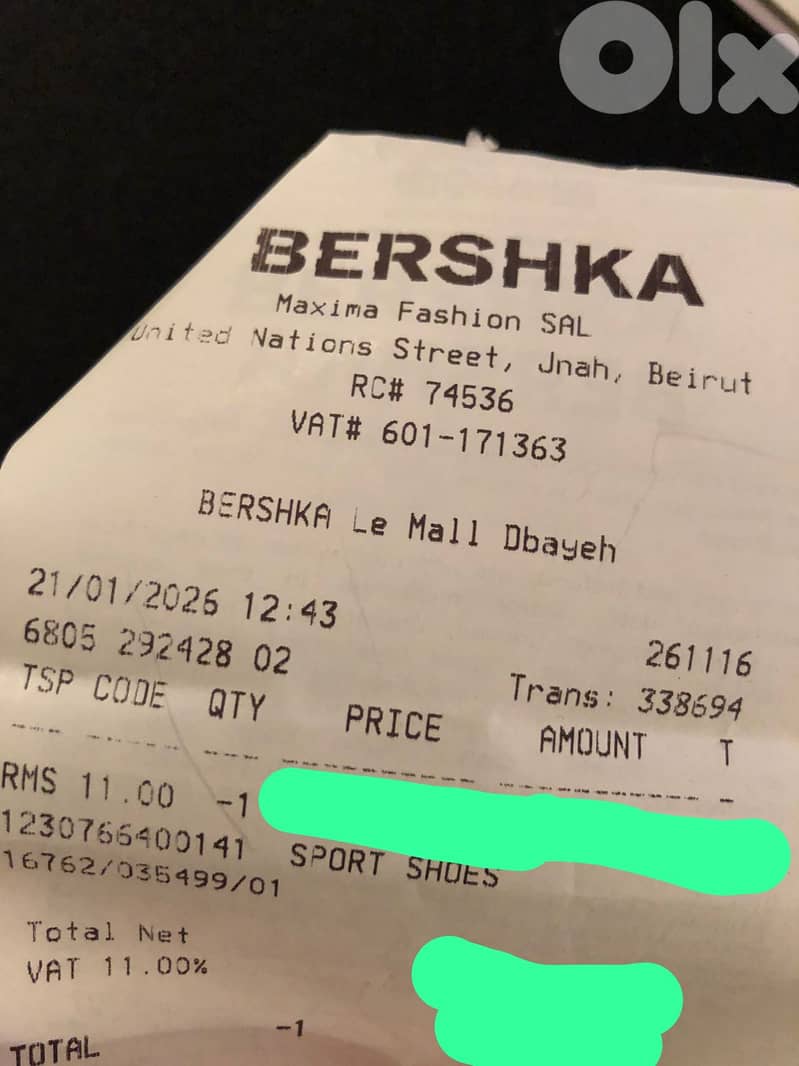 olx
BERSHKA
Maxima Fashion SAL
United Nations Street, Jnah, Beirut
RC# 74536
VAT# 601-171363
BERSHKA Le Mall Dbayeh
21/01/2026 12:43
6805 292428 02 261116
Trans: 338694
TSP CODE QTY PRICE AMOUNT T
RMS 11.00 -1
1230766400141 SPORT SHOES
16762/035499/01
Total Net
VAT 11.00%
TOTAL -1